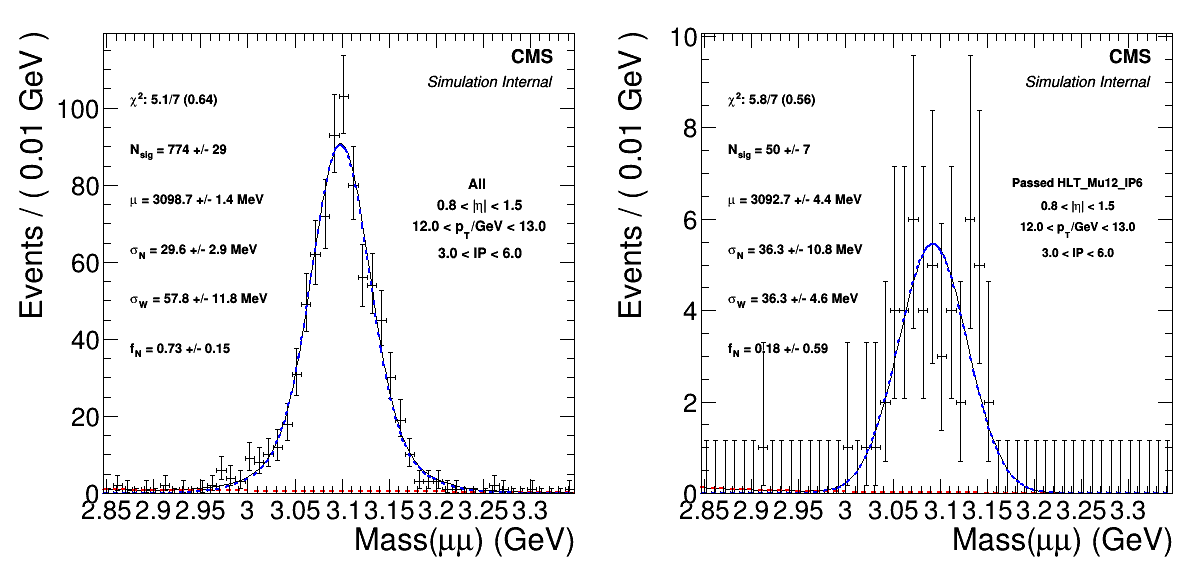 CMS
Simulation Internal
χ²: 5.1/7 (0.64)
N_sig = 774 +/- 29
μ = 3098.7 +/- 1.4 MeV
σ_N = 29.6 +/- 2.9 MeV
σ_W = 57.8 +/- 11.8 MeV
f_N = 0.73 +/- 0.15
All
0.8 < |η| < 1.5
12.0 < p_T/GeV < 13.0
3.0 < IP < 6.0
Events / ( 0.01 GeV )
100
80
60
40
20
0
2.85 2.9 2.95 3 3.05 3.1 3.15 3.2 3.25 3.3
Mass(μμ) (GeV)
CMS
Simulation Internal
χ²: 5.8/7 (0.56)
N_sig = 50 +/- 7
μ = 3092.7 +/- 4.4 MeV
σ_N = 36.3 +/- 10.8 MeV
σ_W = 36.3 +/- 4.6 MeV
f_N = 0.18 +/- 0.59
Passed HLT_Mu12_IP6
0.8 < |η| < 1.5
12.0 < p_T/GeV < 13.0
3.0 < IP < 6.0
Events / ( 0.01 GeV )
10
8
6
4
2
0
2.85 2.9 2.95 3 3.05 3.1 3.15 3.2 3.25 3.3
Mass(μμ) (GeV)